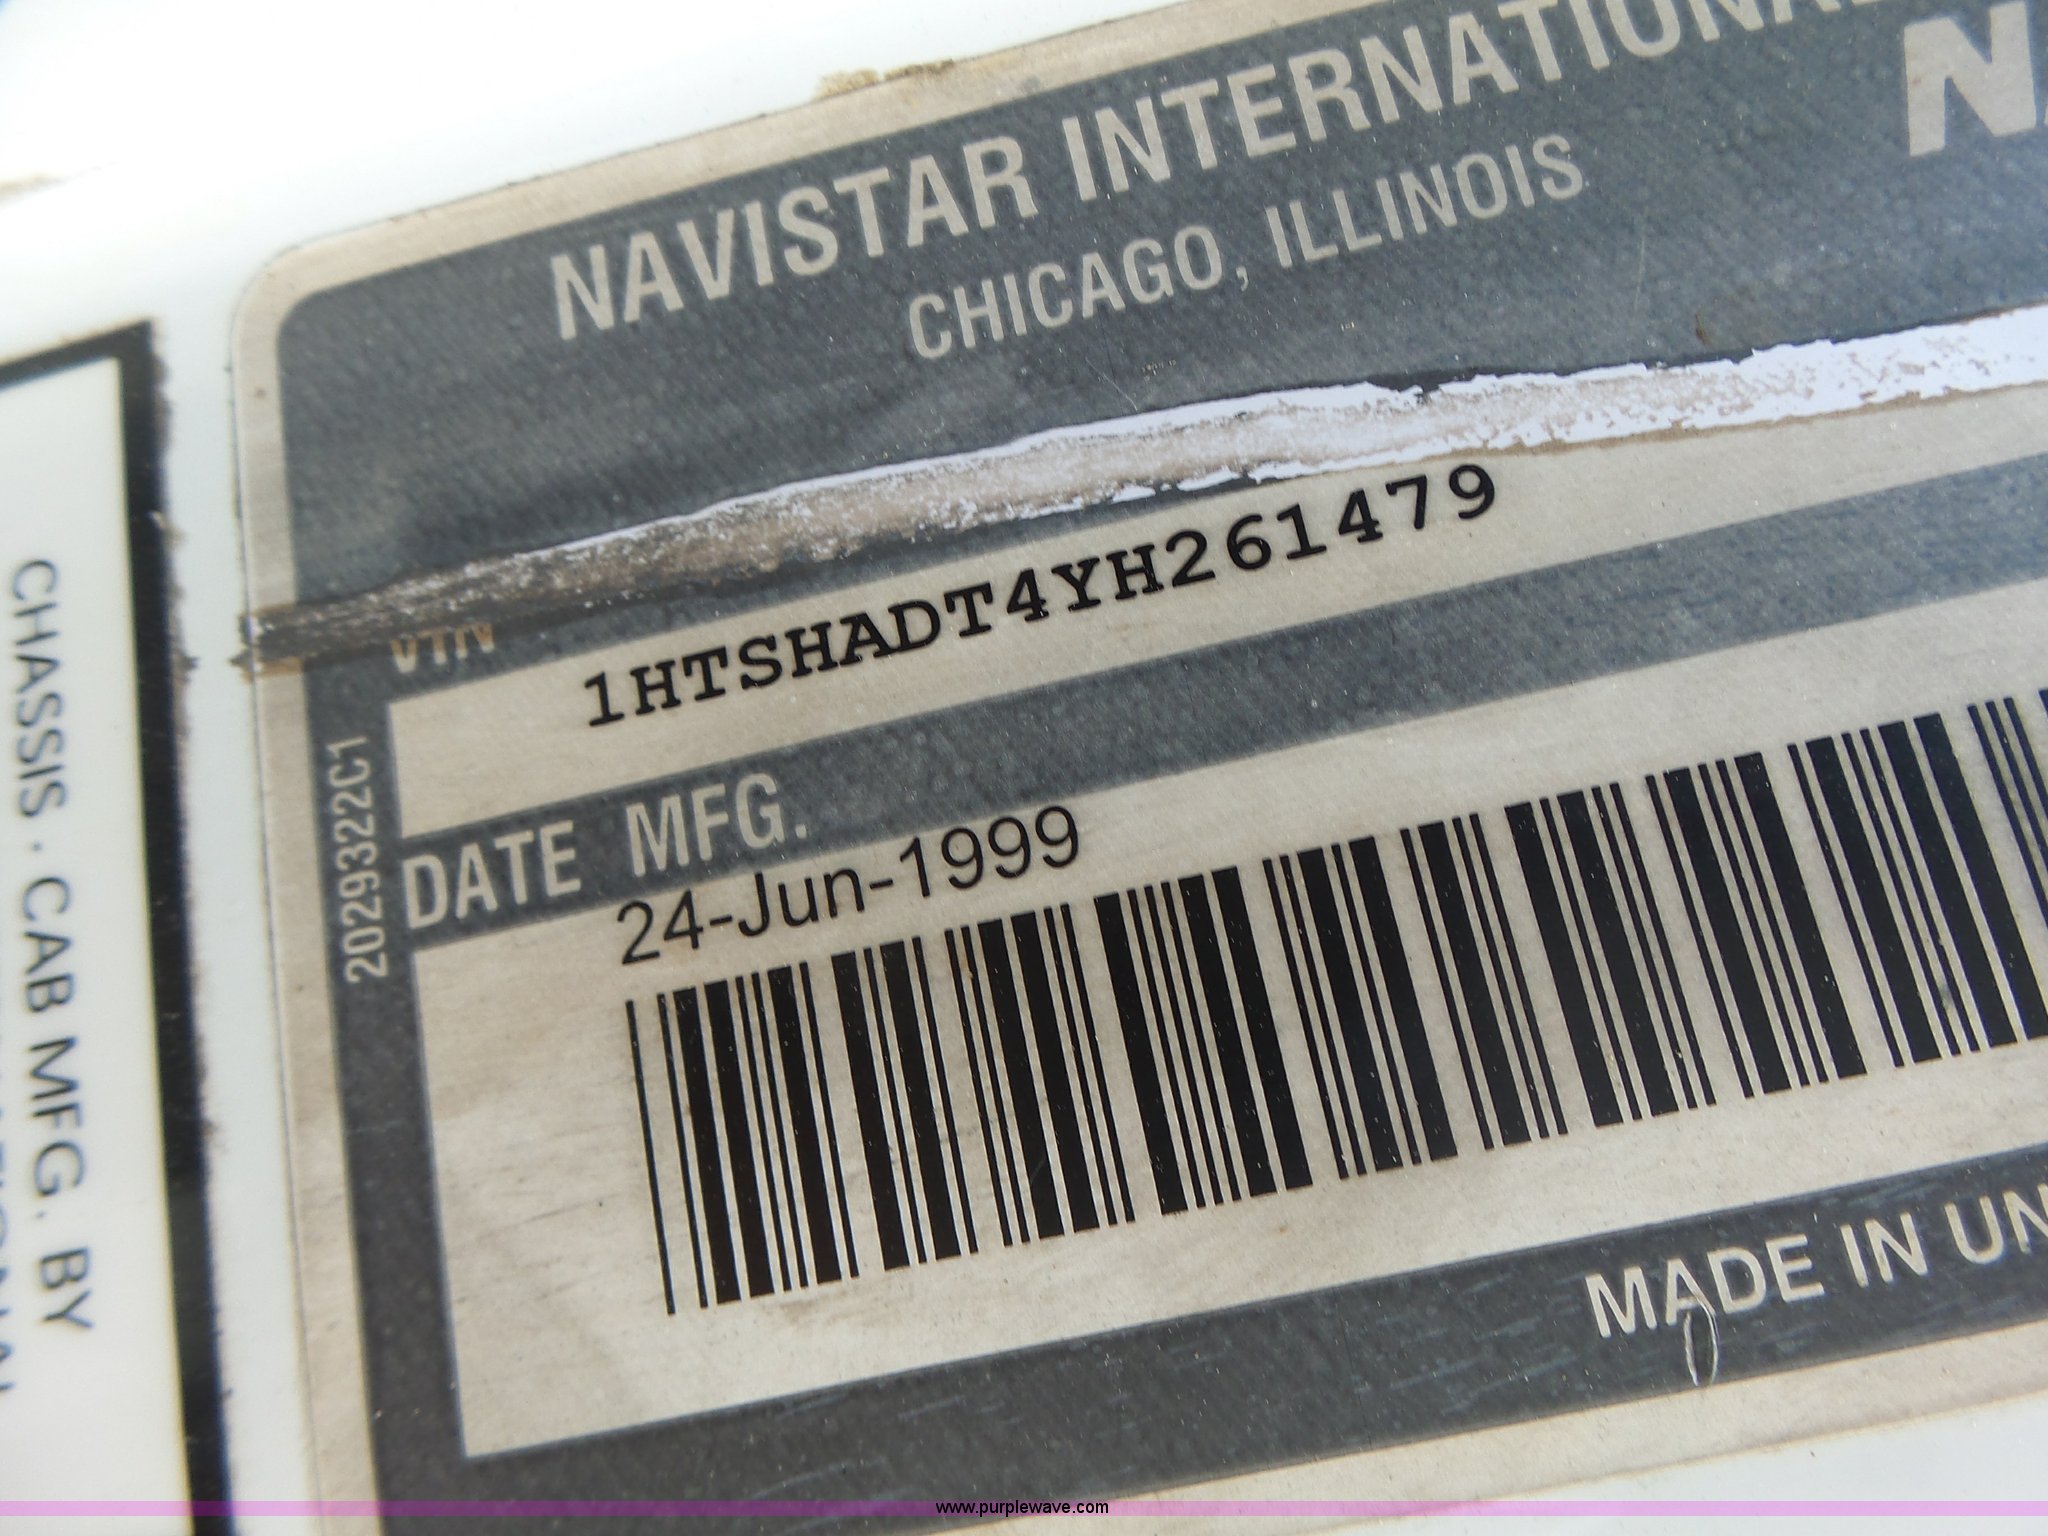 NAVISTAR INTERNATIONAL
CHICAGO, ILLINOIS
VIN
1HTSHADT4YH261479
DATE MFG.
24-Jun-1999
2029322C1
MADE IN
CHASSIS · CAB MFG. BY
www.purplewave.com